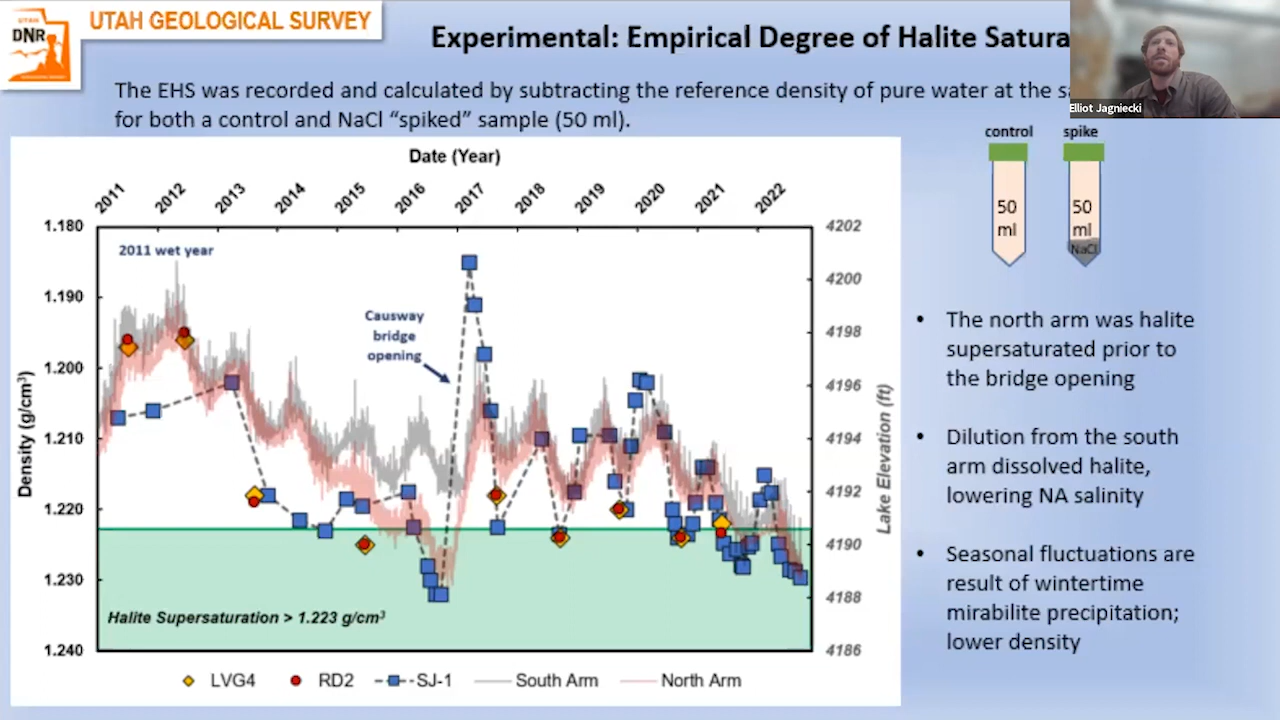 UTAH
DNR
UTAH GEOLOGICAL SURVEY
Experimental: Empirical Degree of Halite Satura
Elliot Jagniecki
The EHS was recorded and calculated by subtracting the reference density of pure water at the sa
for both a control and NaCl “spiked” sample (50 ml).
control spike
50 ml
50 ml
NaCl
Date (Year)
2011 2012 2013 2014 2015 2016 2017 2018 2019 2020 2021 2022
Density (g/cm³)
1.180
1.190
1.200
1.210
1.220
1.230
1.240
Lake Elevation (ft)
4202
4200
4198
4196
4194
4192
4190
4188
4186
2011 wet year
Causway
bridge
opening
Halite Supersaturation > 1.223 g/cm³
LVG4 RD2 SJ-1 South Arm North Arm
• The north arm was halite
supersaturated prior to
the bridge opening
• Dilution from the south
arm dissolved halite,
lowering NA salinity
• Seasonal fluctuations are
result of wintertime
mirabilite precipitation;
lower density